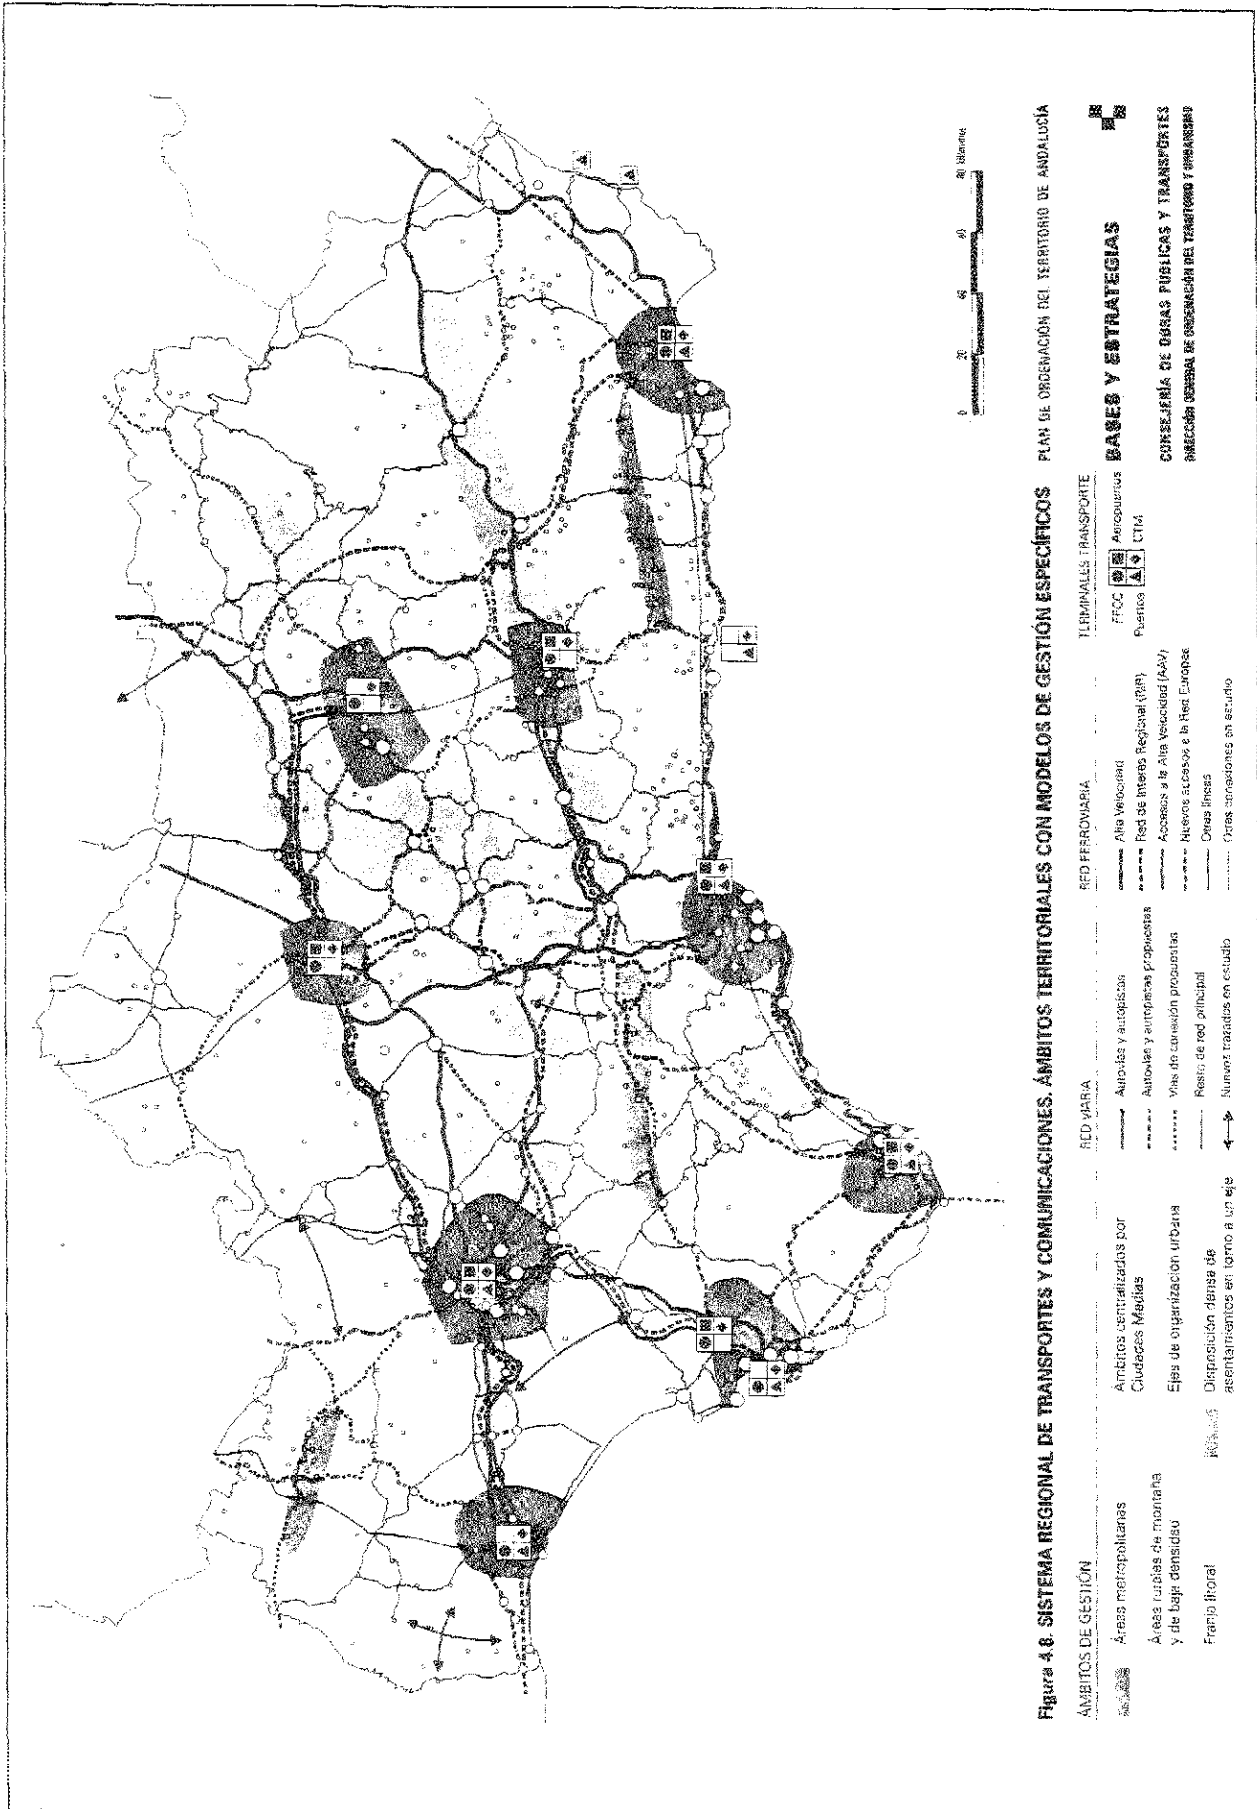 Figura 4.8. SISTEMA REGIONAL DE TRANSPORTES Y COMUNICACIONES. ÁMBITOS TERRITORIALES CON MODELOS DE GESTIÓN ESPECÍFICOS
PLAN DE ORDENACIÓN DEL TERRITORIO DE ANDALUCÍA
ÁMBITOS DE GESTIÓN
Áreas metropolitanas
Áreas rurales de montaña
y de baja densidad
Franja litoral
Ámbitos centralizados por
Ciudades Medias
Ejes de organización urbana
Disposición densa de
asentamientos en torno a un eje
RED VIARIA
Autovías y autopistas
Autovías y autopistas propuestas
Vías de conexión propuestas
Resto de red principal
Nuevos trazados en estudio
RED FERROVIARIA
Alta Velocidad
Red de Interés Regional (RIR)
Accesos a la Alta Velocidad (AAV)
Nuevos accesos a la Red Europea
Otras líneas
Otras conexiones en estudio
TERMINALES TRANSPORTE
FFCC Aeropuertos
Puertos CTM
0 20 40 60 80 kilómetros
BASES Y ESTRATEGIAS
CONSEJERÍA DE OBRAS PÚBLICAS Y TRANSPORTES
DIRECCIÓN GENERAL DE ORDENACIÓN DEL TERRITORIO Y URBANISMO